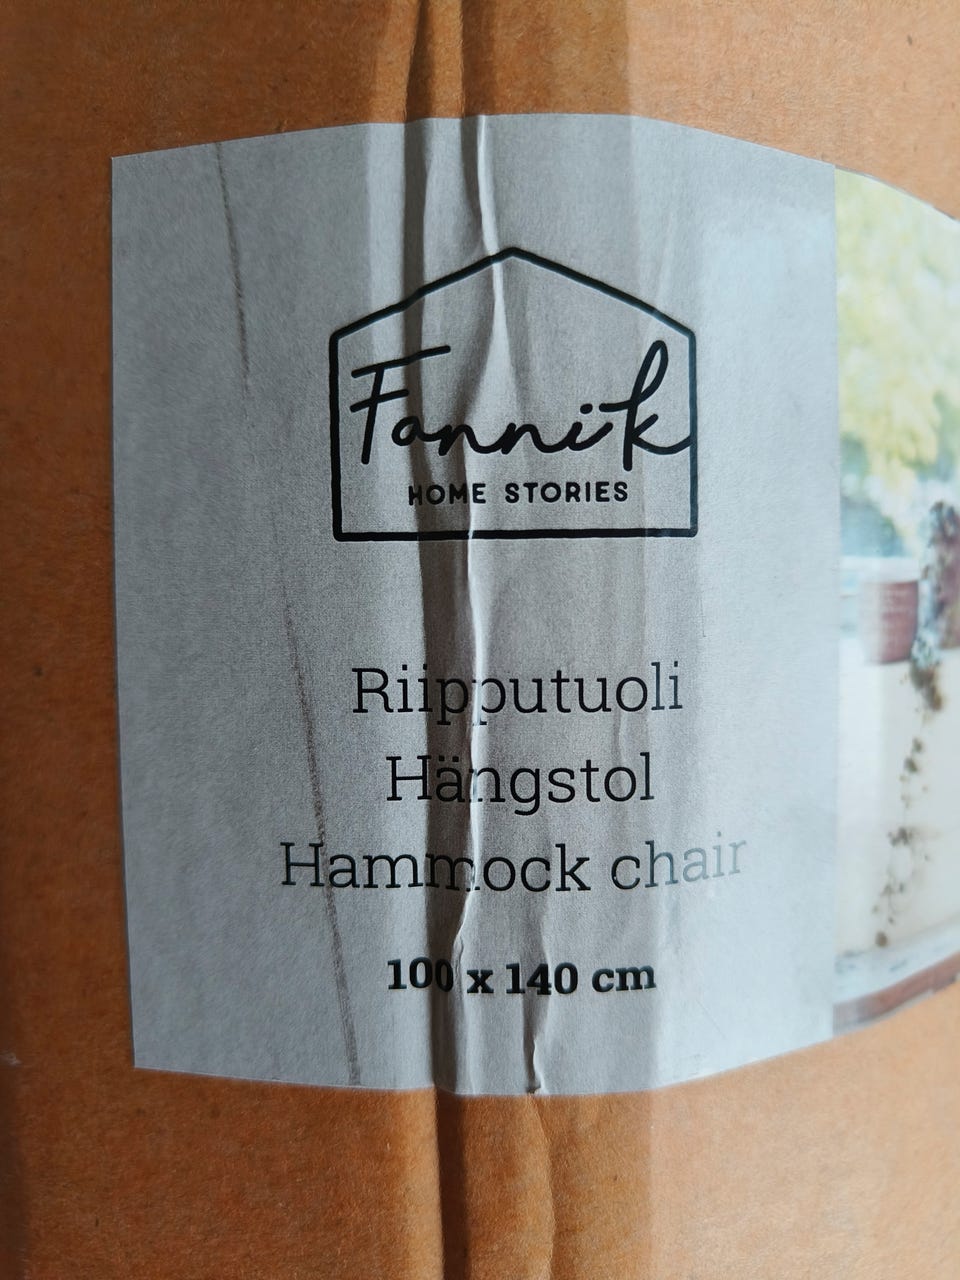 Fannik
HOME STORIES
Riipputuoli
Hängstol
Hammock chair
100 x 140 cm